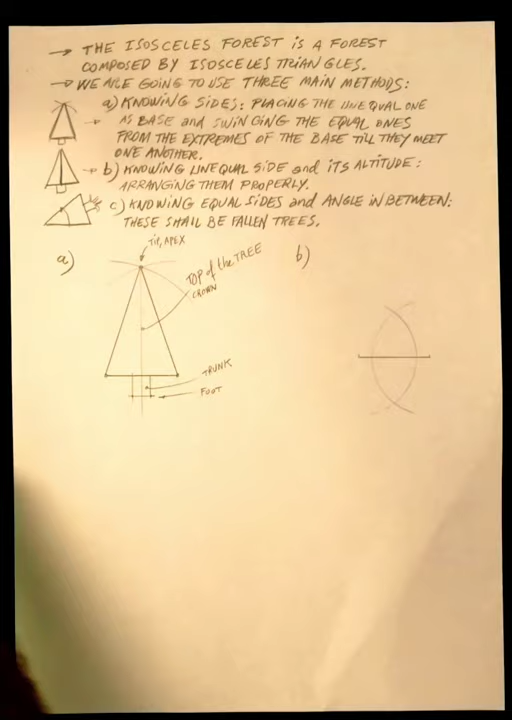 → THE ISOSCELES FOREST IS A FOREST
COMPOSED BY ISOSCELES TRIANGLES.
→ WE ARE GOING TO USE THREE MAIN METHODS:
a) KNOWING SIDES: PLACING THE UNEQUAL ONE
AS BASE and SWINGING THE EQUAL ONES
FROM THE EXTREMES OF THE BASE TILL THEY MEET
ONE ANOTHER.
b) KNOWING UNEQUAL SIDE and ITS ALTITUDE:
ARRANGING THEM PROPERLY.
c) KNOWING EQUAL SIDES and ANGLE IN BETWEEN:
THESE SHALL BE FALLEN TREES.
a)
TIP, APEX
TOP of the TREE
CROWN
TRUNK
FOOT
b)